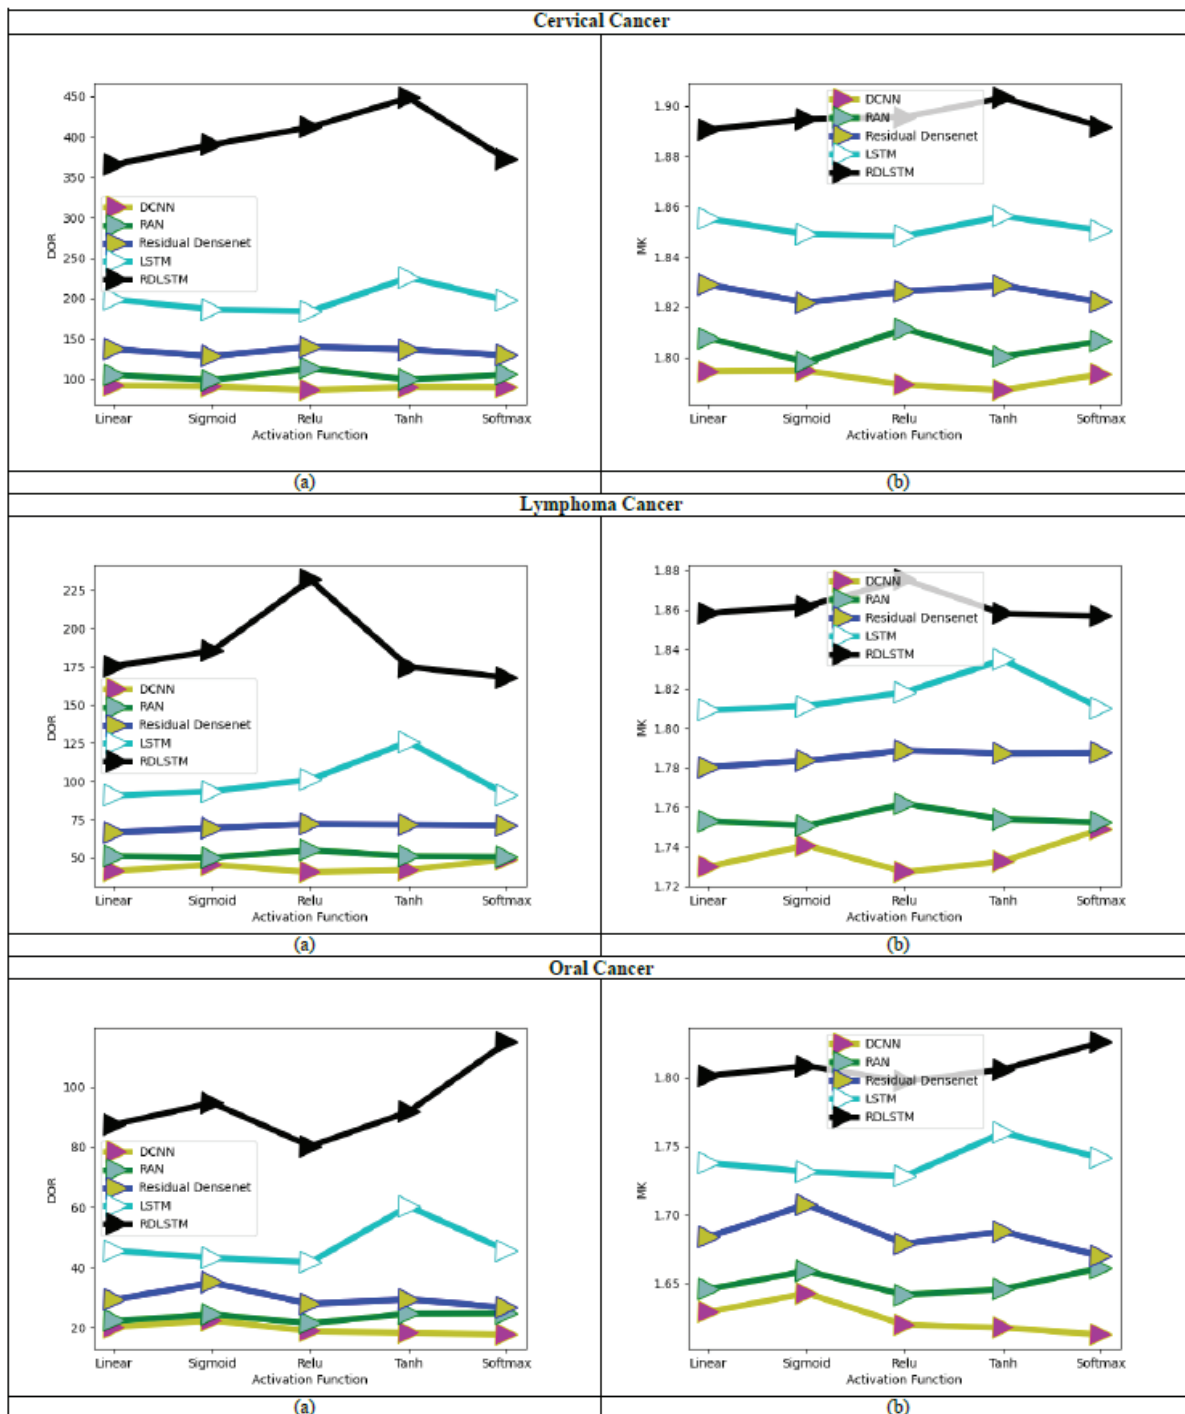 Cervical Cancer
450
400
350
300
250
200
150
100
DOR
DCNN
RAN
Residual Densenet
LSTM
RDLSTM
Linear Sigmoid Relu Tanh Softmax
Activation Function
1.90
1.88
1.86
1.84
1.82
1.80
MK
DCNN
RAN
Residual Densenet
LSTM
RDLSTM
Linear Sigmoid Relu Tanh Softmax
Activation Function
(a) (b)
Lymphoma Cancer
225
200
175
150
125
100
75
50
DOR
DCNN
RAN
Residual Densenet
LSTM
RDLSTM
Linear Sigmoid Relu Tanh Softmax
Activation Function
1.88
1.86
1.84
1.82
1.80
1.78
1.76
1.74
1.72
MK
DCNN
RAN
Residual Densenet
LSTM
RDLSTM
Linear Sigmoid Relu Tanh Softmax
Activation Function
(a) (b)
Oral Cancer
100
80
60
40
20
DOR
DCNN
RAN
Residual Densenet
LSTM
RDLSTM
Linear Sigmoid Relu Tanh Softmax
Activation Function
1.80
1.75
1.70
1.65
MK
DCNN
RAN
Residual Densenet
LSTM
RDLSTM
Linear Sigmoid Relu Tanh Softmax
Activation Function
(a) (b)